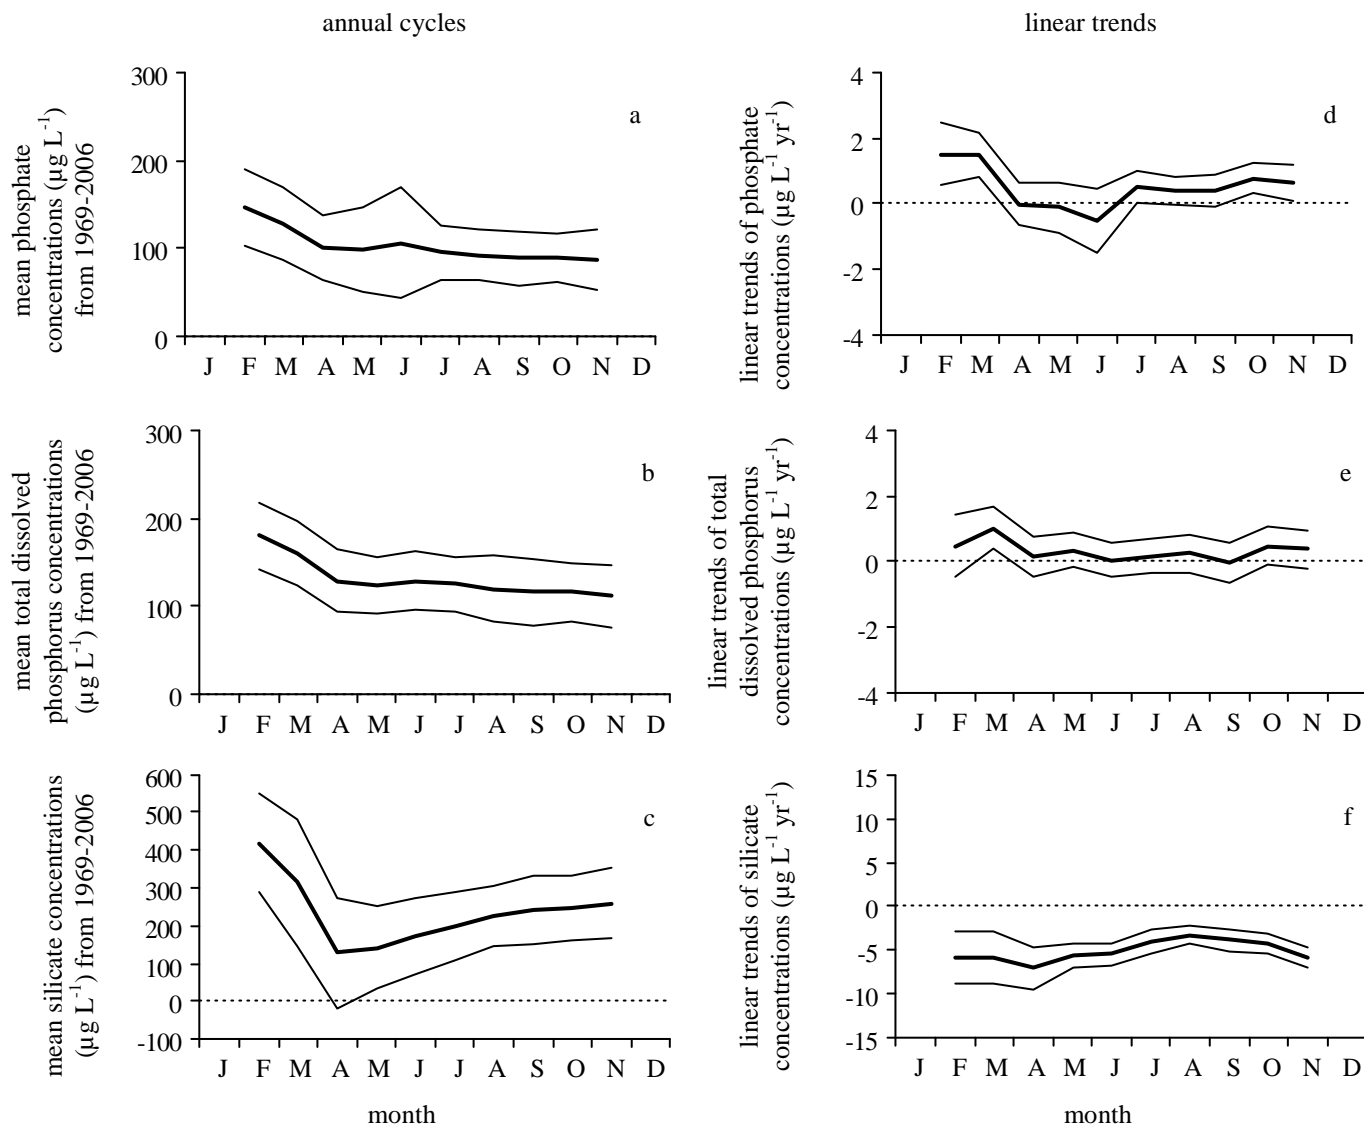 annual cycles
linear trends
mean phosphate
concentrations (µg L-1)
from 1969-2006
300
200
100
0
a
J F M A M J J A S O N D
linear trends of phosphate
concentrations (µg L-1 yr-1)
4
2
0
-2
-4
d
J F M A M J J A S O N D
mean total dissolved
phosphorus concentrations
(µg L-1) from 1969-2006
300
200
100
0
b
J F M A M J J A S O N D
linear trends of total
dissolved phosphorus
concentrations (µg L-1 yr-1)
4
2
0
-2
-4
e
J F M A M J J A S O N D
mean silicate concentrations
(µg L-1) from 1969-2006
600
500
400
300
200
100
0
-100
c
J F M A M J J A S O N D
month
linear trends of silicate
concentrations (µg L-1 yr-1)
15
10
5
0
-5
-10
-15
f
J F M A M J J A S O N D
month